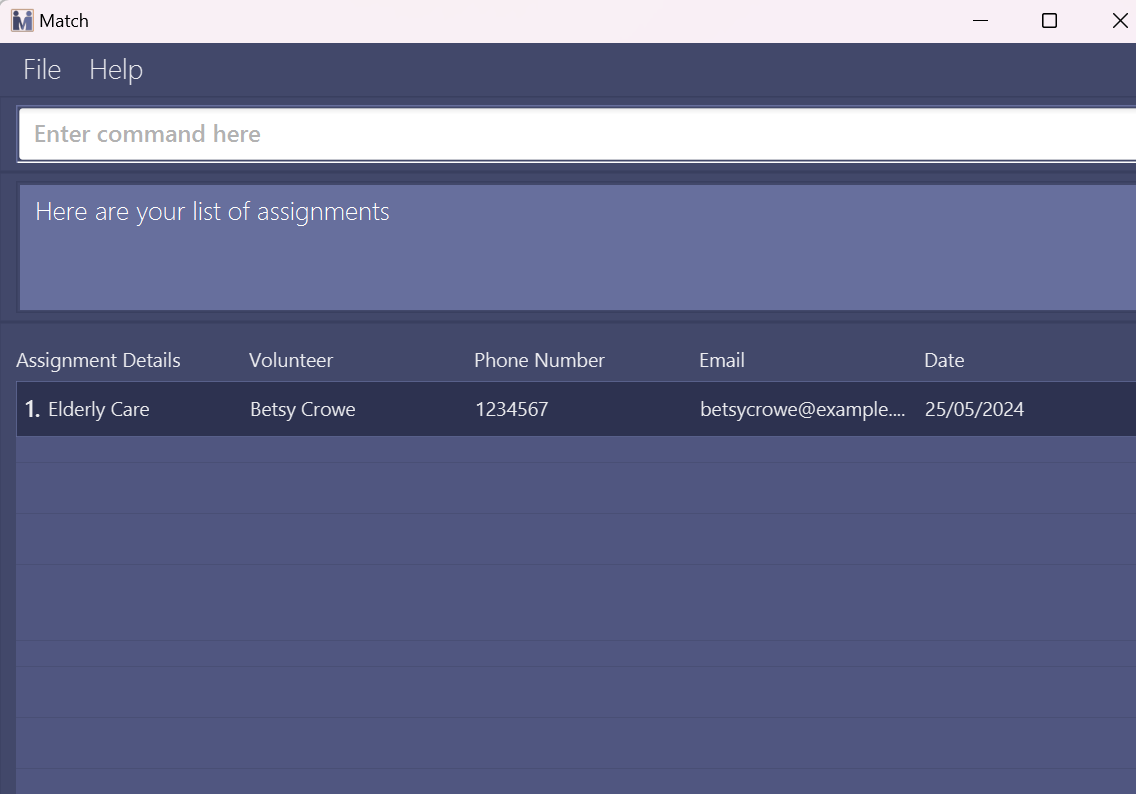 Match
File Help
Enter command here
Here are your list of assignments
Assignment Details Volunteer Phone Number Email Date
1. Elderly Care Betsy Crowe 1234567 betsycrowe@example.... 25/05/2024